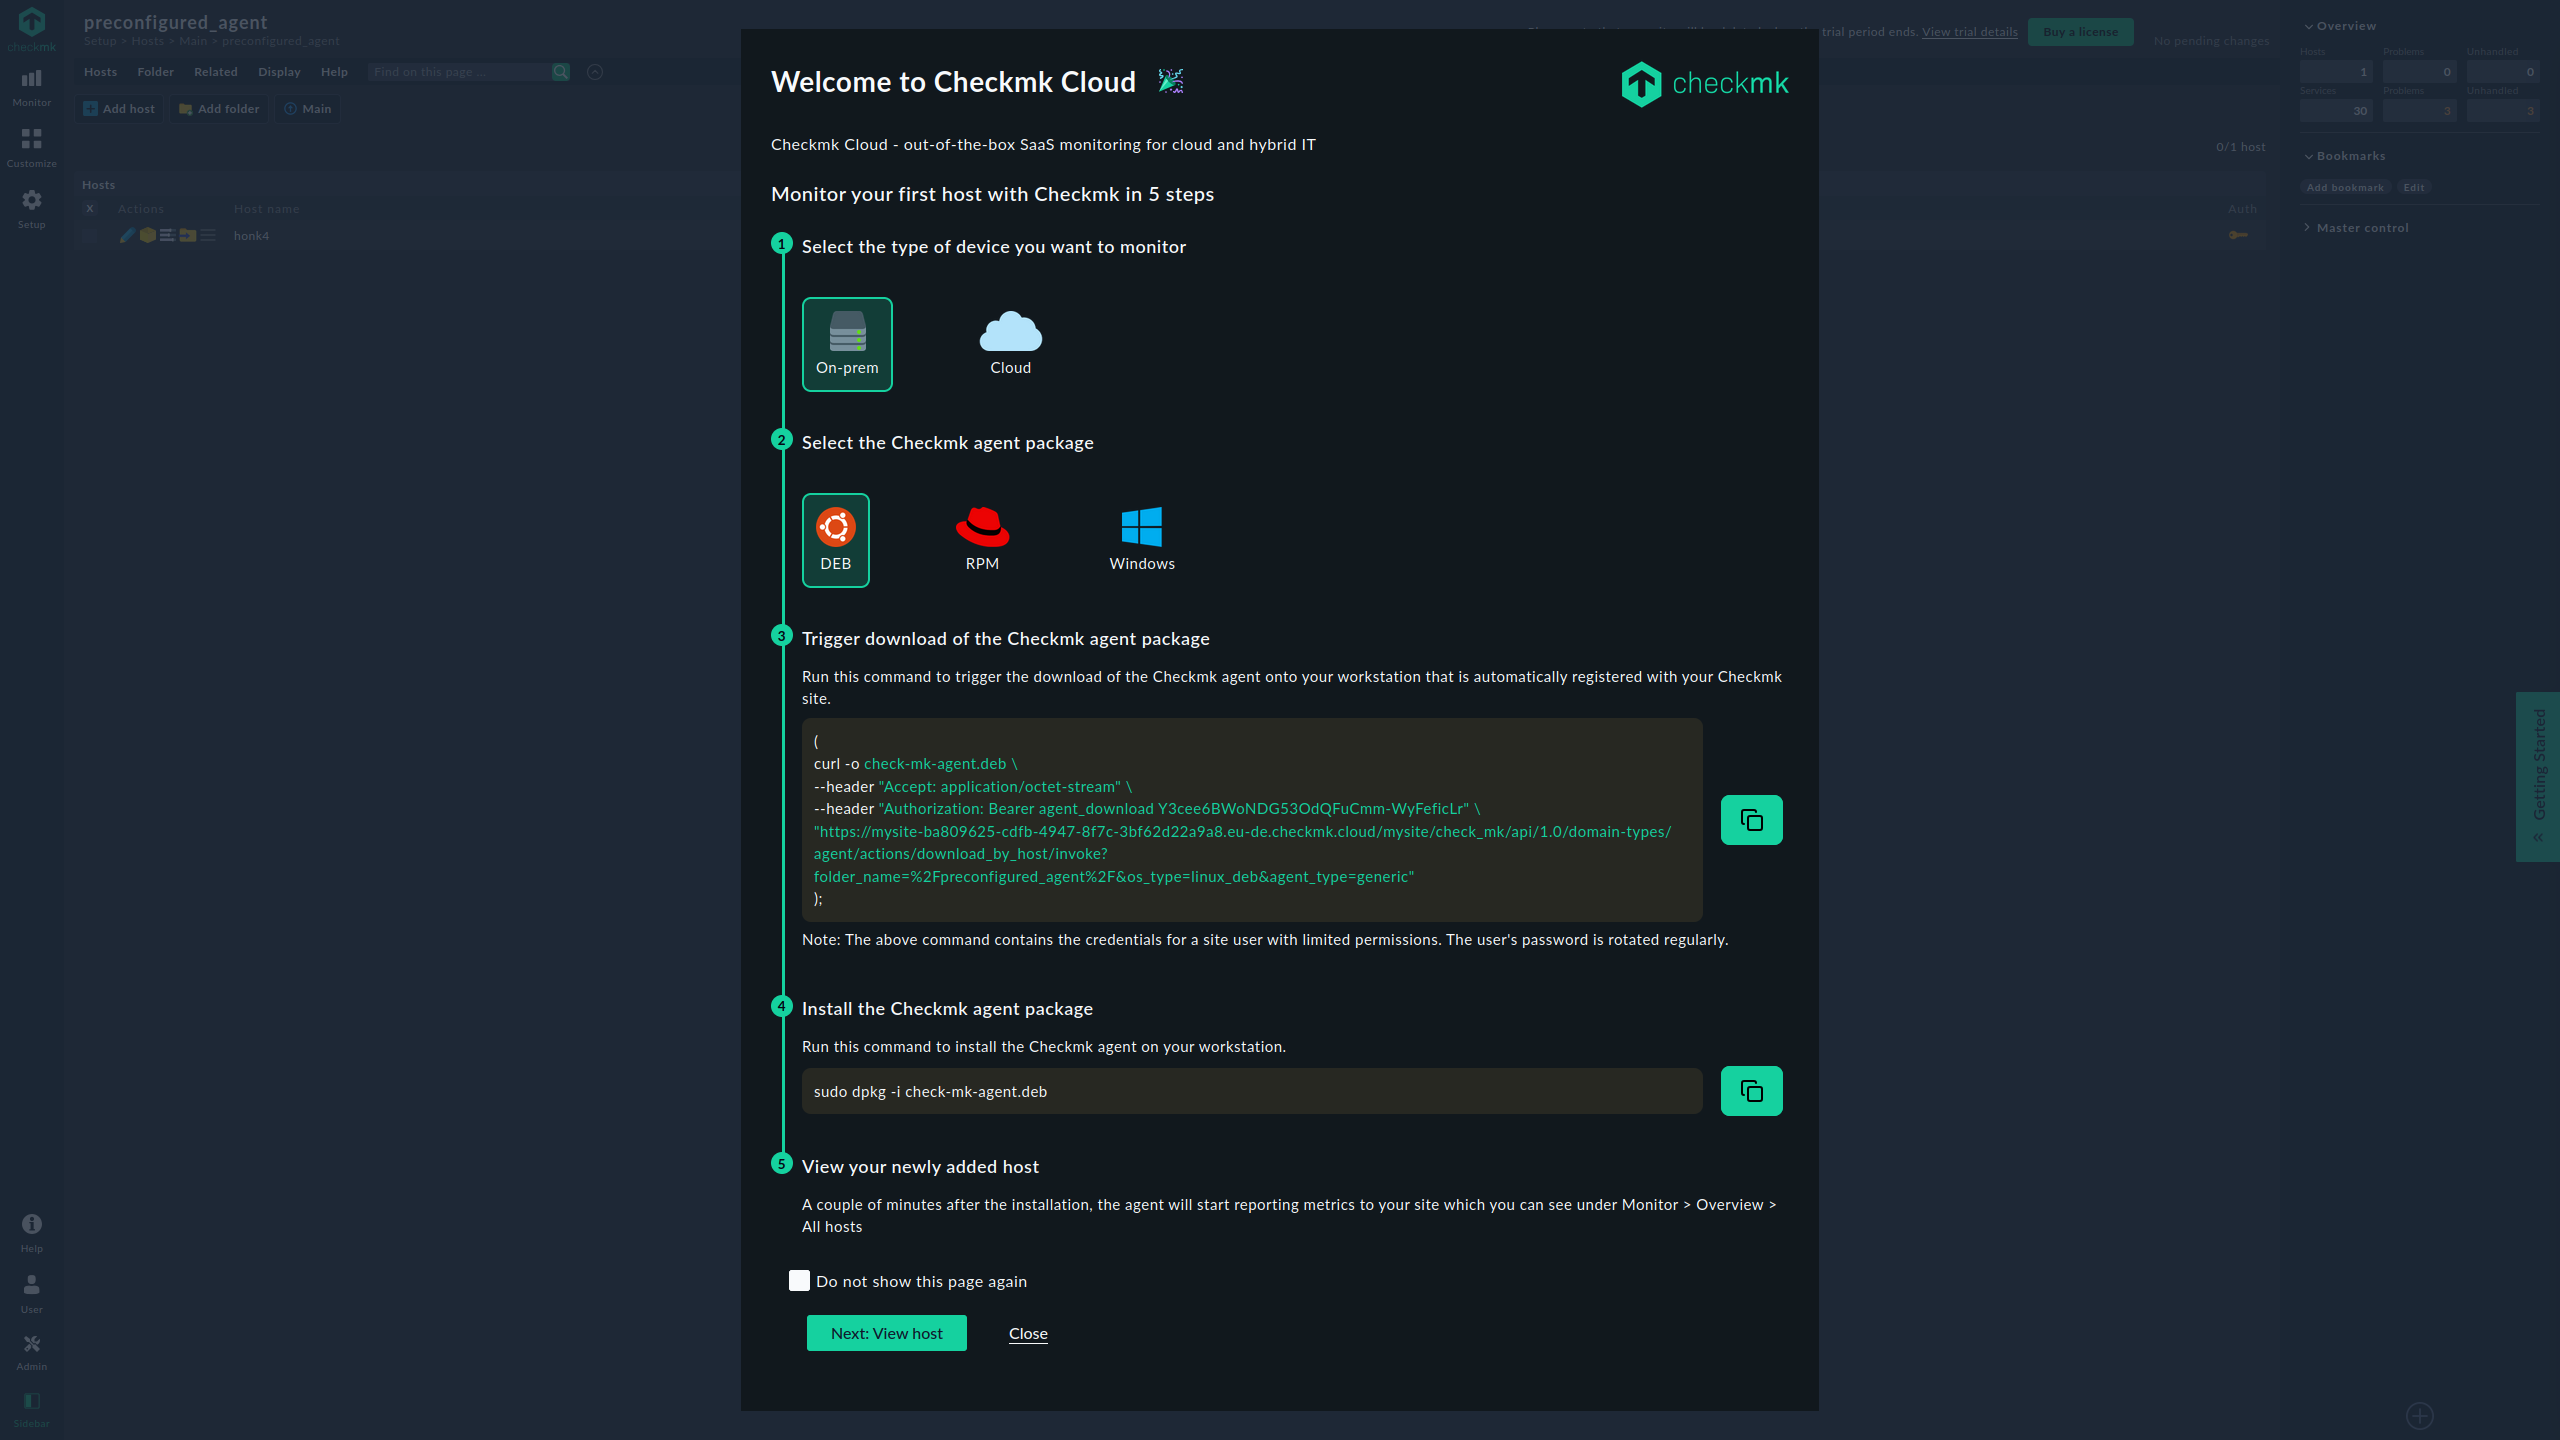 preconfigured_agent
Setup > Hosts > Main > preconfigured_agent
Hosts Folder Related Display Help Find on this page ...
Add host Add folder Main
Hosts
X Actions Host name
honk4
checkmk
Monitor
Customize
Setup
Help
User
Admin
Sidebar
trial period ends. View trial details Buy a license
No pending changes
0/1 host
Auth
Welcome to Checkmk Cloud
checkmk
Checkmk Cloud - out-of-the-box SaaS monitoring for cloud and hybrid IT
Monitor your first host with Checkmk in 5 steps
1 Select the type of device you want to monitor
On-prem Cloud
2 Select the Checkmk agent package
DEB RPM Windows
3 Trigger download of the Checkmk agent package
Run this command to trigger the download of the Checkmk agent onto your workstation that is automatically registered with your Checkmk
site.
(
curl -o check-mk-agent.deb \
--header "Accept: application/octet-stream" \
--header "Authorization: Bearer agent_download Y3cee6BWoNDG53OdQFuCmm-WyFeficLr" \
"https://mysite-ba809625-cdfb-4947-8f7c-3bf62d22a9a8.eu-de.checkmk.cloud/mysite/check_mk/api/1.0/domain-types/
agent/actions/download_by_host/invoke?
folder_name=%2Fpreconfigured_agent%2F&os_type=linux_deb&agent_type=generic"
);
Note: The above command contains the credentials for a site user with limited permissions. The user's password is rotated regularly.
4 Install the Checkmk agent package
Run this command to install the Checkmk agent on your workstation.
sudo dpkg -i check-mk-agent.deb
5 View your newly added host
A couple of minutes after the installation, the agent will start reporting metrics to your site which you can see under Monitor > Overview >
All hosts
Do not show this page again
Next: View host Close
Overview
Hosts Problems Unhandled
1 0 0
Services Problems Unhandled
30 3 3
Bookmarks
Add bookmark Edit
Master control
Getting Started